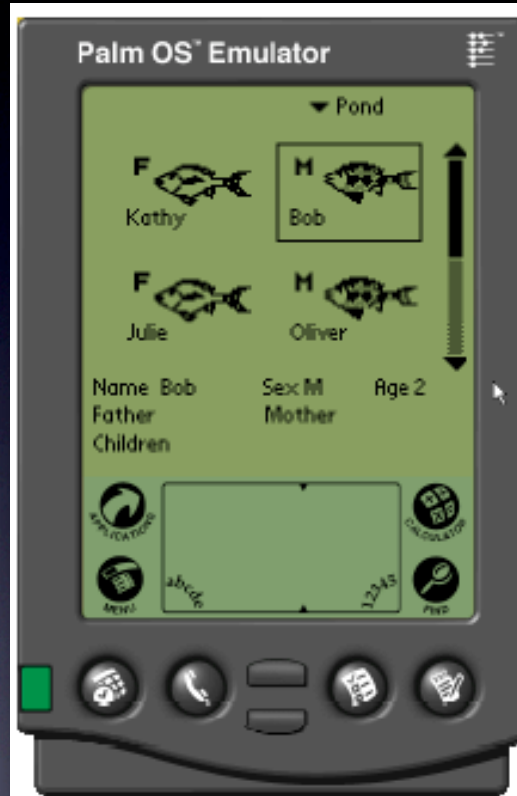 Palm OS™ Emulator
Pond
F M
Kathy Bob
F M
Julie Oliver
Name Bob Sex M Age 2
Father Mother
Children
APPLICATIONS CALCULATOR
MENU abcde 12345 FIND